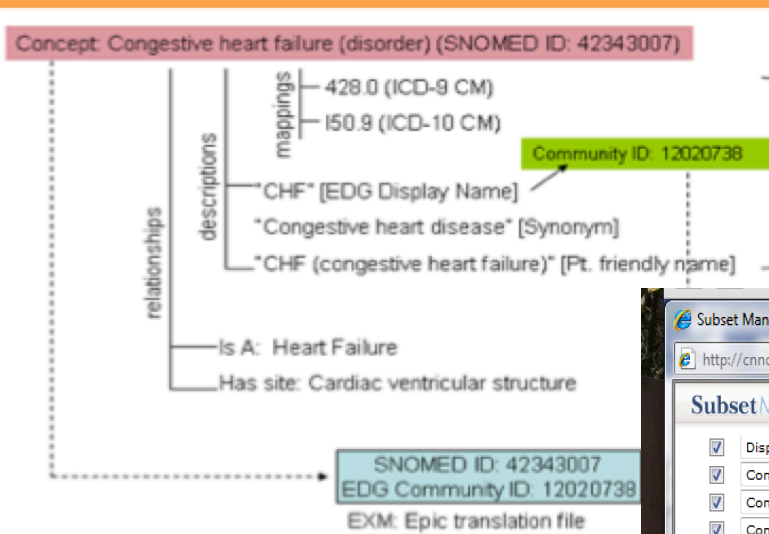 Concept: Congestive heart failure (disorder) (SNOMED ID: 42343007)
mappings
428.0 (ICD-9 CM)
I50.9 (ICD-10 CM)
Community ID: 12020738
descriptions
"CHF" [EDG Display Name]
"Congestive heart disease" [Synonym]
"CHF (congestive heart failure)" [Pt. friendly name]
relationships
Is A: Heart Failure
Has site: Cardiac ventricular structure
SNOMED ID: 42343007
EDG Community ID: 12020738
EXM: Epic translation file
Subset Man
http://cnn
Subset
Disp
Con
Con
Con